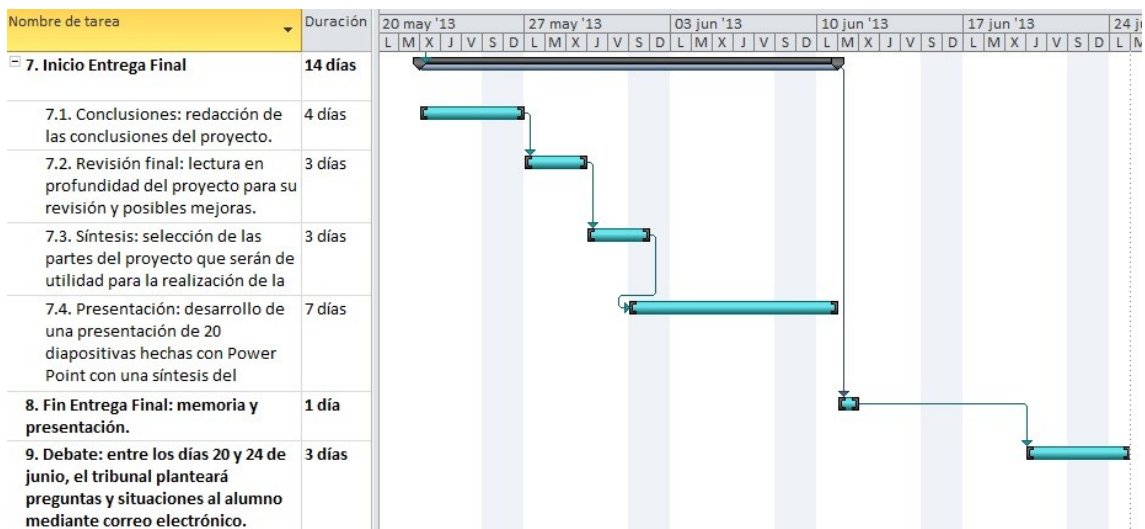 Nombre de tarea Duración 20 may '13 27 may '13 03 jun '13 10 jun '13 17 jun '13 24
L M X J V S D L M X J V S D L M X J V S D L M X J V S D L M X J V S D L M
7. Inicio Entrega Final 14 días
7.1. Conclusiones: redacción de 4 días
las conclusiones del proyecto.
7.2. Revisión final: lectura en 3 días
profundidad del proyecto para su
revisión y posibles mejoras.
7.3. Síntesis: selección de las 3 días
partes del proyecto que serán de
utilidad para la realización de la
7.4. Presentación: desarrollo de 7 días
una presentación de 20
diapositivas hechas con Power
Point con una síntesis del
8. Fin Entrega Final: memoria y 1 día
presentación.
9. Debate: entre los días 20 y 24 de 3 días
junio, el tribunal planteará
preguntas y situaciones al alumno
mediante correo electrónico.